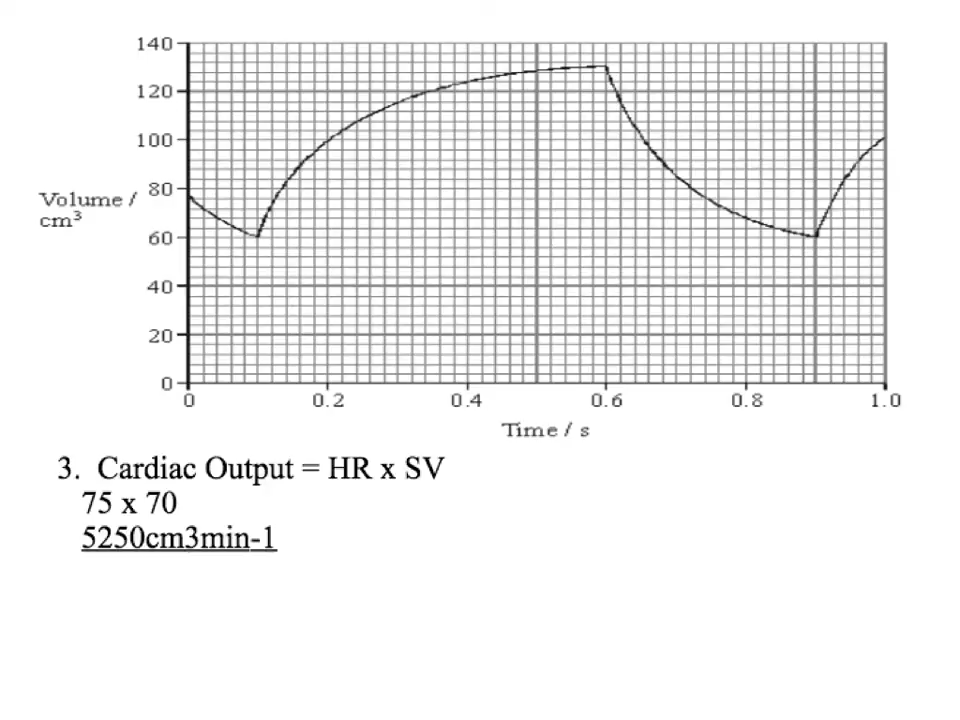 140
120
100
80
Volume /
cm³
60
40
20
0
0 0.2 0.4 0.6 0.8 1.0
Time / s
3. Cardiac Output = HR x SV
75 x 70
5250cm3min-1